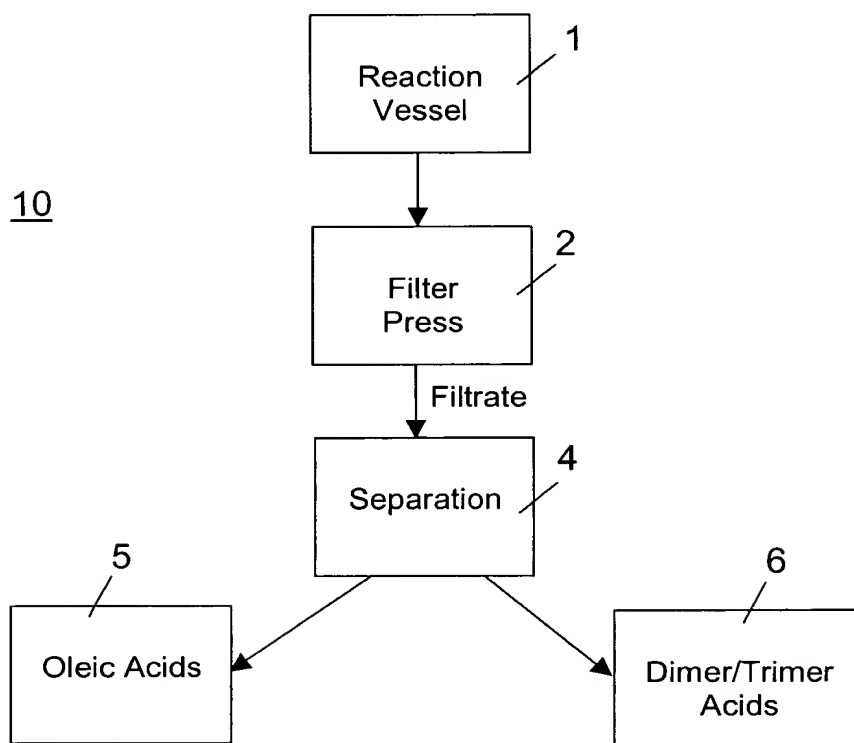 1
Reaction
Vessel
10
2
Filter
Press
Filtrate
4
Separation
5
Oleic Acids
6
Dimer/Trimer
Acids